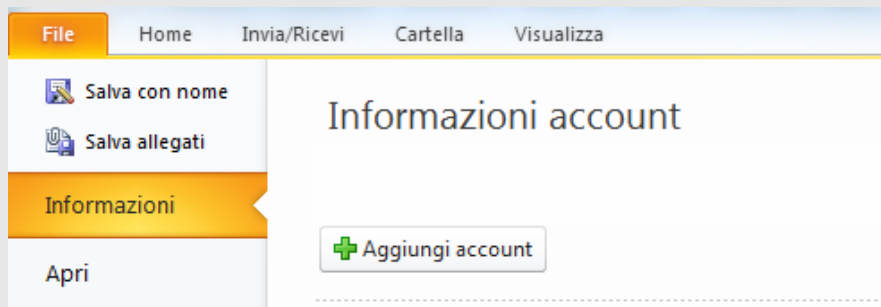 File Home Invia/Ricevi Cartella Visualizza
Salva con nome
Salva allegati
Informazioni
Apri
Informazioni account
Aggiungi account